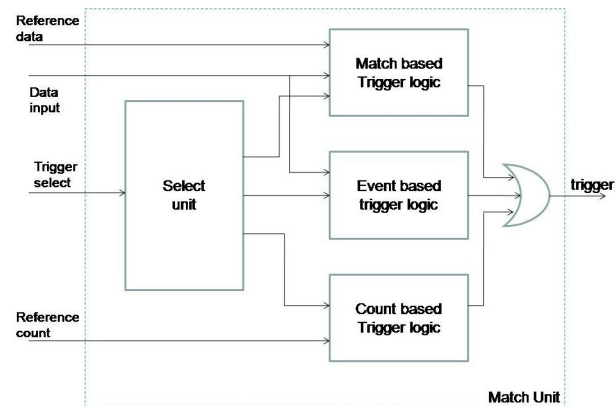 Reference
data
Data
input
Trigger
select
Reference
count
Select
unit
Match based
Trigger logic
Event based
trigger logic
Count based
Trigger logic
trigger
Match Unit